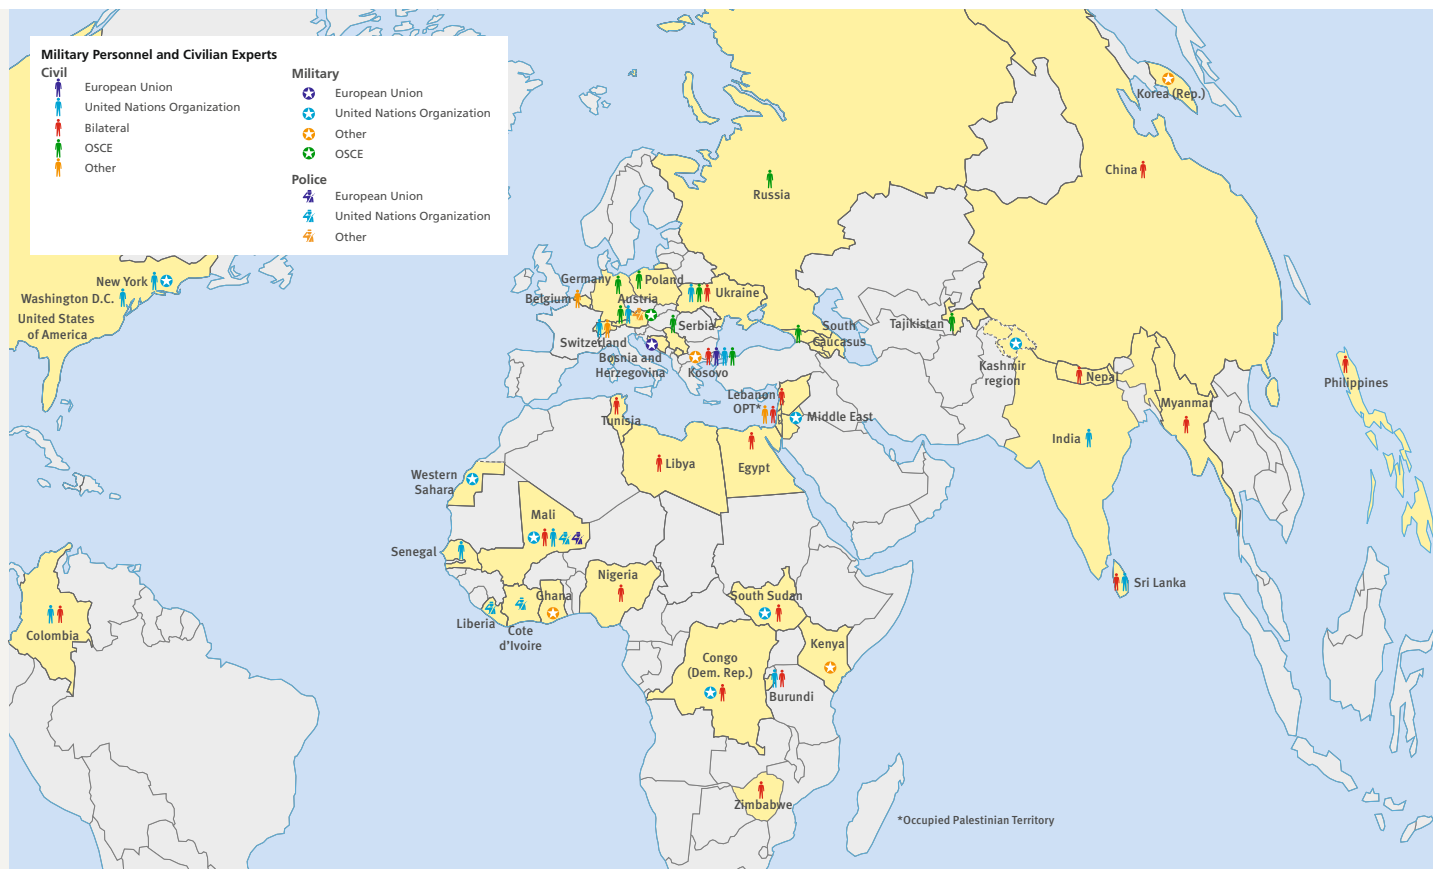 Military Personnel and Civilian Experts
Civil
European Union
United Nations Organization
Bilateral
OSCE
Other
Military
European Union
United Nations Organization
Other
OSCE
Police
European Union
United Nations Organization
Other
Korea (Rep.)
China
Russia
New York
Washington D.C.
United States
of America
Germany
Poland
Belgium
Austria
Ukraine
Serbia
South
Caucasus
Tajikistan
Switzerland
Bosnia and
Herzegovina
Kosovo
Kashmir
region
Nepal
Philippines
Lebanon
OPT*
Middle East
Myanmar
Tunisia
India
Libya
Egypt
Western
Sahara
Mali
Senegal
Nigeria
Ghana
South Sudan
Sri Lanka
Liberia
Cote
d'Ivoire
Colombia
Kenya
Congo
(Dem. Rep.)
Burundi
Zimbabwe
*Occupied Palestinian Territory